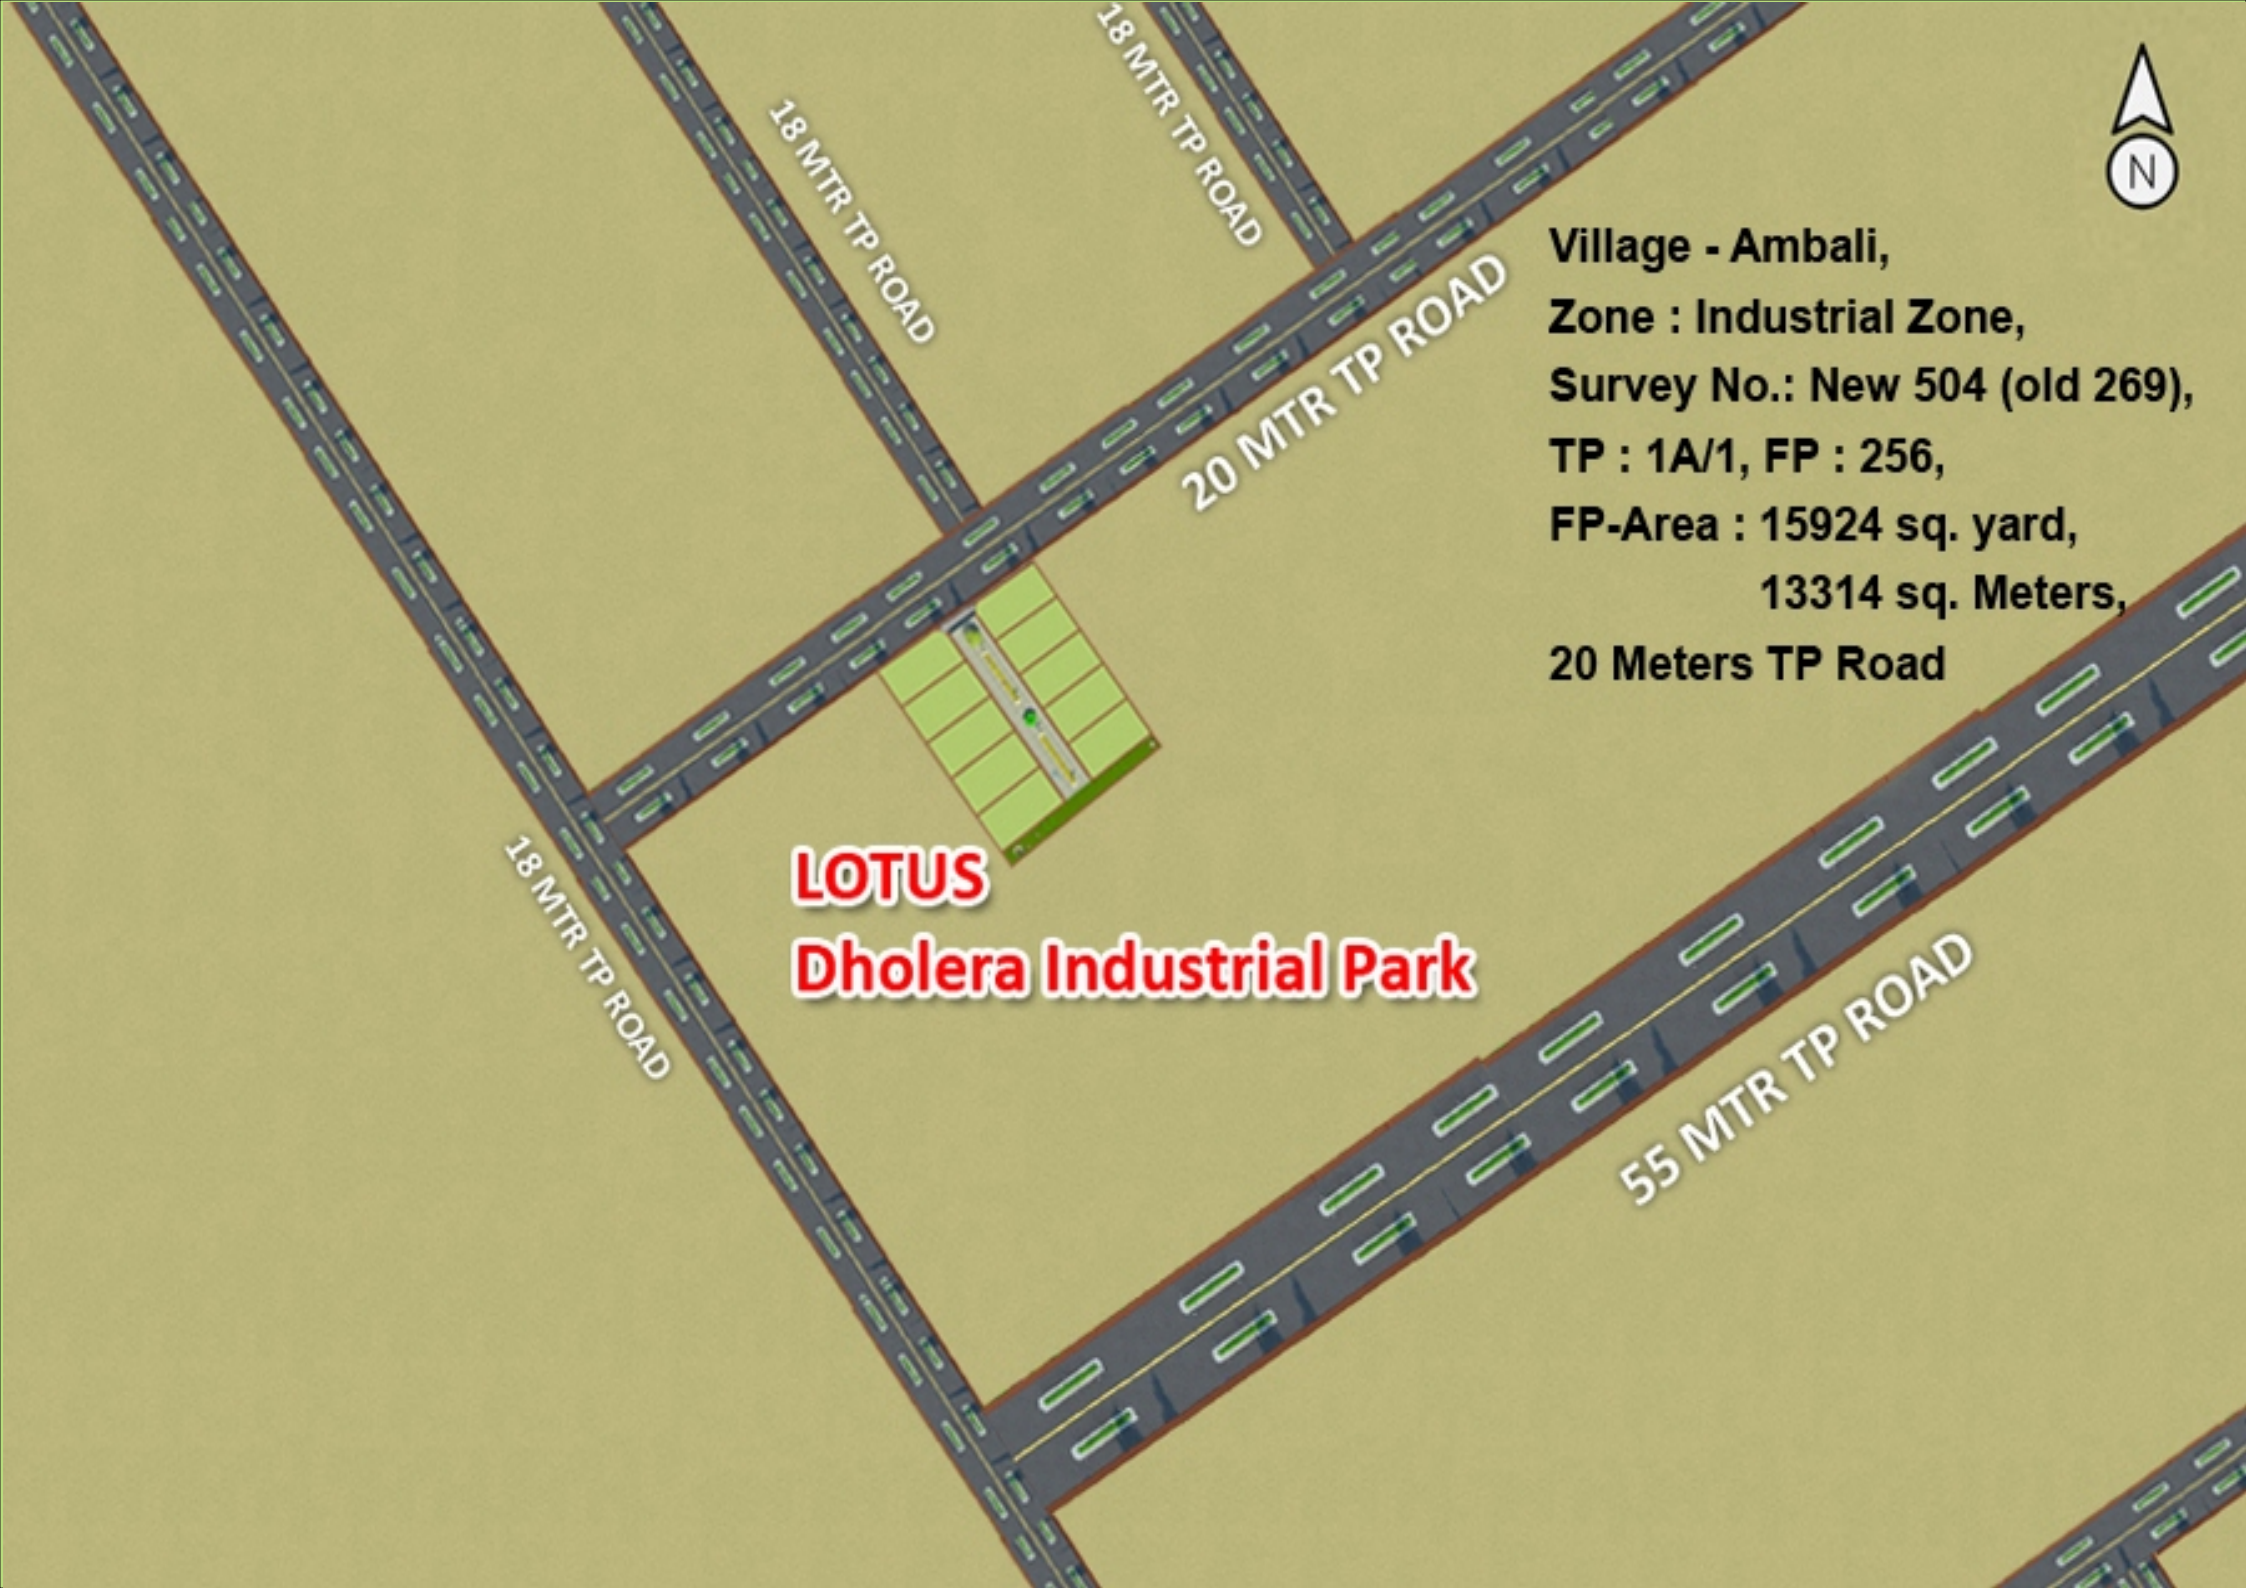 18 MTR TP ROAD
18 MTR TP ROAD
N
20 MTR TP ROAD
Village - Ambali,
Zone : Industrial Zone,
Survey No.: New 504 (old 269),
TP : 1A/1, FP : 256,
FP-Area : 15924 sq. yard,
13314 sq. Meters,
20 Meters TP Road
18 MTR TP ROAD
LOTUS
Dholera Industrial Park
55 MTR TP ROAD